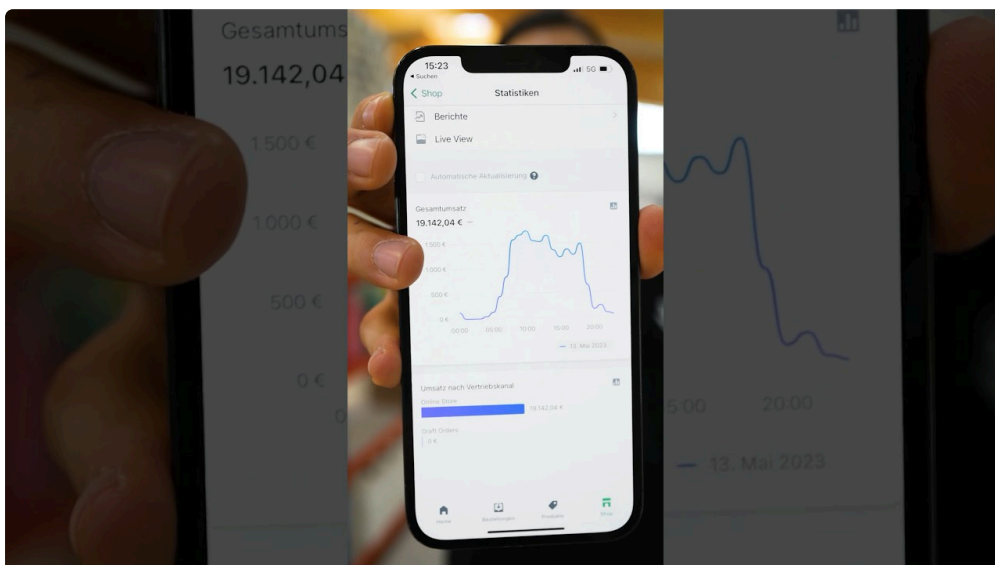 Gesamtums
19.142,04
1.500 €
1.000 €
500 €
0 €
0
15:23
5G
Suchen
Shop
Statistiken
Berichte
Live View
Automatische Aktualisierung
Gesamtumsatz
19.142,04 € –
1.500 €
1.000 €
500 €
0 €
00:00 05:00 10:00 15:00 20:00
13. Mai 2023
Umsatz nach Vertriebskanal
Online Store
19.142,04 €
Draft Orders
0 €
Home
Bestellungen
Produkte
Shop
5:00 20:00
13. Mai 2023